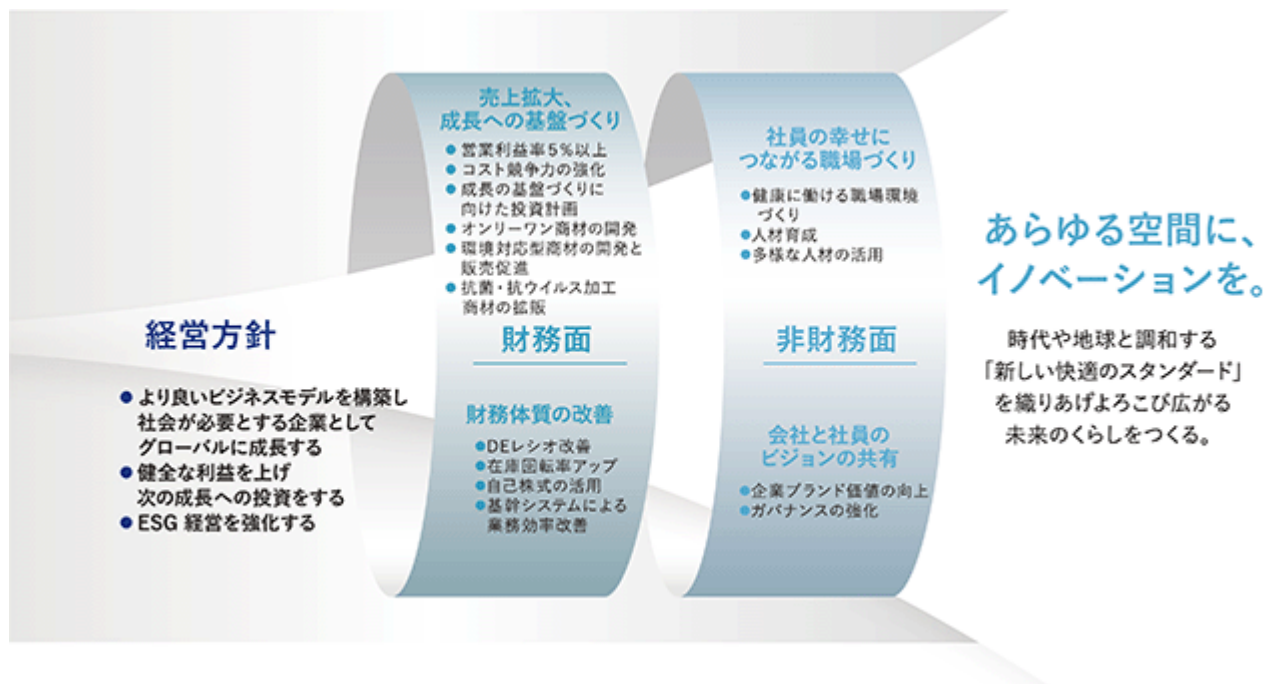 経営方針
● より良いビジネスモデルを構築し
社会が必要とする企業として
グローバルに成長する
● 健全な利益を上げ
次の成長への投資をする
● ESG 経営を強化する
売上拡大、
成長への基盤づくり
● 営業利益率5%以上
● コスト競争力の強化
● 成長の基盤づくりに
向けた投資計画
● オンリーワン商材の開発
● 環境対応型商材の開発と
販売促進
● 抗菌・抗ウイルス加工
商材の拡販
財務面
財務体質の改善
●DEレシオ改善
●在庫回転率アップ
●自己株式の活用
●基幹システムによる
業務効率改善
社員の幸せに
つながる職場づくり
●健康に働ける職場環境
づくり
●人材育成
●多様な人材の活用
非財務面
会社と社員の
ビジョンの共有
●企業ブランド価値の向上
●ガバナンスの強化
あらゆる空間に、
イノベーションを。
時代や地球と調和する
「新しい快適のスタンダード」
を織りあげよろこび広がる
未来のくらしをつくる。